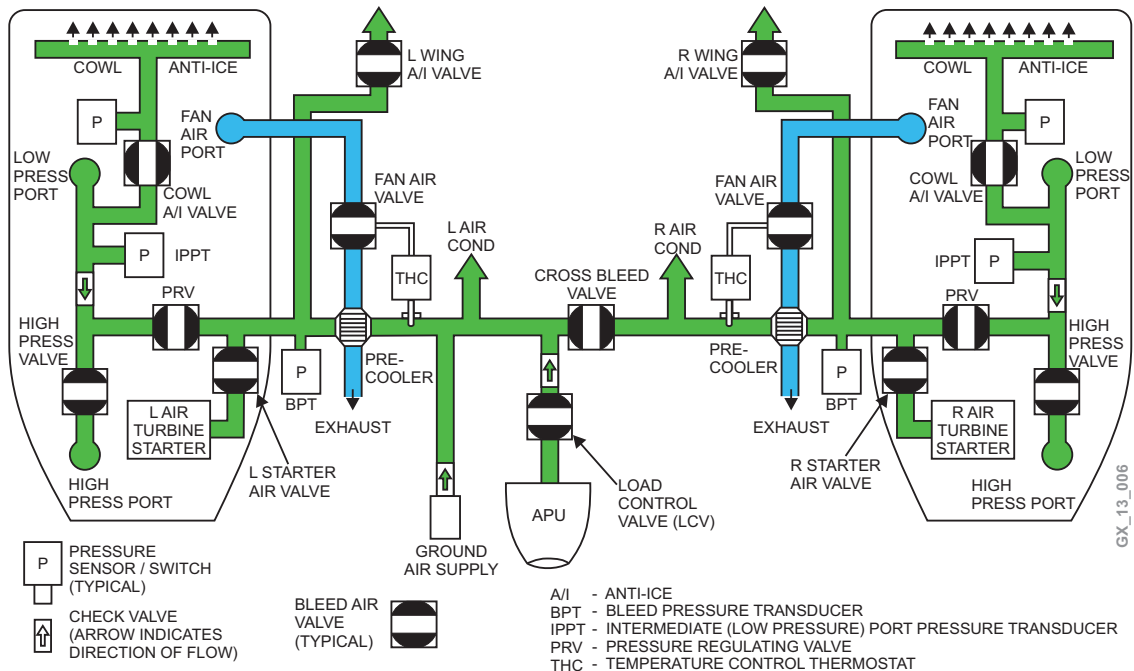 COWL ANTI-ICE
L WING
A/I VALVE
R WING
A/I VALVE
COWL ANTI-ICE
P
FAN
AIR
PORT
FAN
AIR
PORT
P
LOW
PRESS
PORT
COWL
A/I VALVE
FAN AIR
VALVE
FAN AIR
VALVE
COWL
A/I VALVE
LOW
PRESS
PORT
P
IPPT
L AIR
COND
R AIR
COND
IPPT
P
PRV
THC
CROSS BLEED
VALVE
THC
PRV
HIGH
PRESS
VALVE
P
BPT
PRE-
COOLER
PRE-
COOLER
P
BPT
HIGH
PRESS
VALVE
L AIR
TURBINE
STARTER
EXHAUST
EXHAUST
R AIR
TURBINE
STARTER
HIGH
PRESS PORT
L STARTER
AIR VALVE
LOAD
CONTROL
VALVE (LCV)
R STARTER
AIR VALVE
HIGH
PRESS PORT
APU
GROUND
AIR SUPPLY
GX_13_006
P
PRESSURE
SENSOR / SWITCH
(TYPICAL)
CHECK VALVE
(ARROW INDICATES
DIRECTION OF FLOW)
BLEED AIR
VALVE
(TYPICAL)
A/I - ANTI-ICE
BPT - BLEED PRESSURE TRANSDUCER
IPPT - INTERMEDIATE (LOW PRESSURE) PORT PRESSURE TRANSDUCER
PRV - PRESSURE REGULATING VALVE
THC - TEMPERATURE CONTROL THERMOSTAT